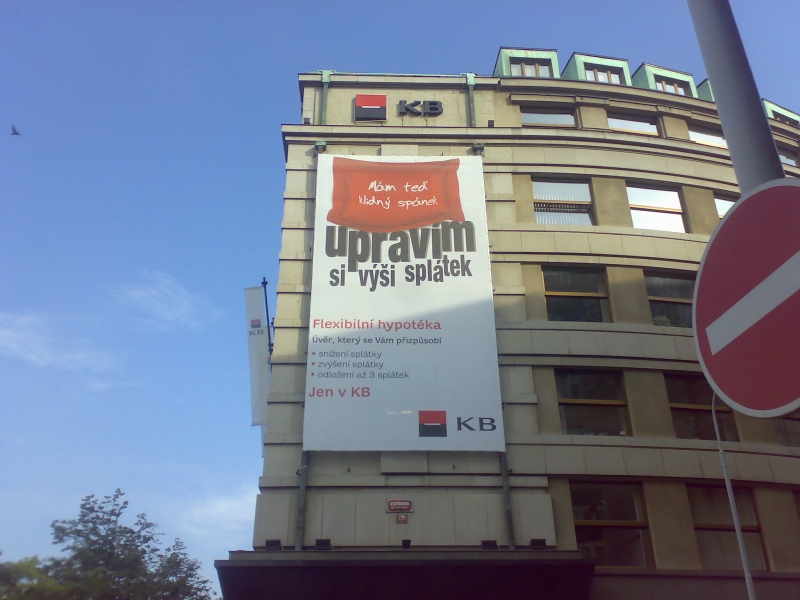 KB
Mám teď
klidný spánek
upravím
si výši splátek
Flexibilní hypotéka
Úvěr, který se Vám přizpůsobí
• snížení splátky
• zvýšení splátky
• odložení až 3 splátek
Jen v KB
KB
KB